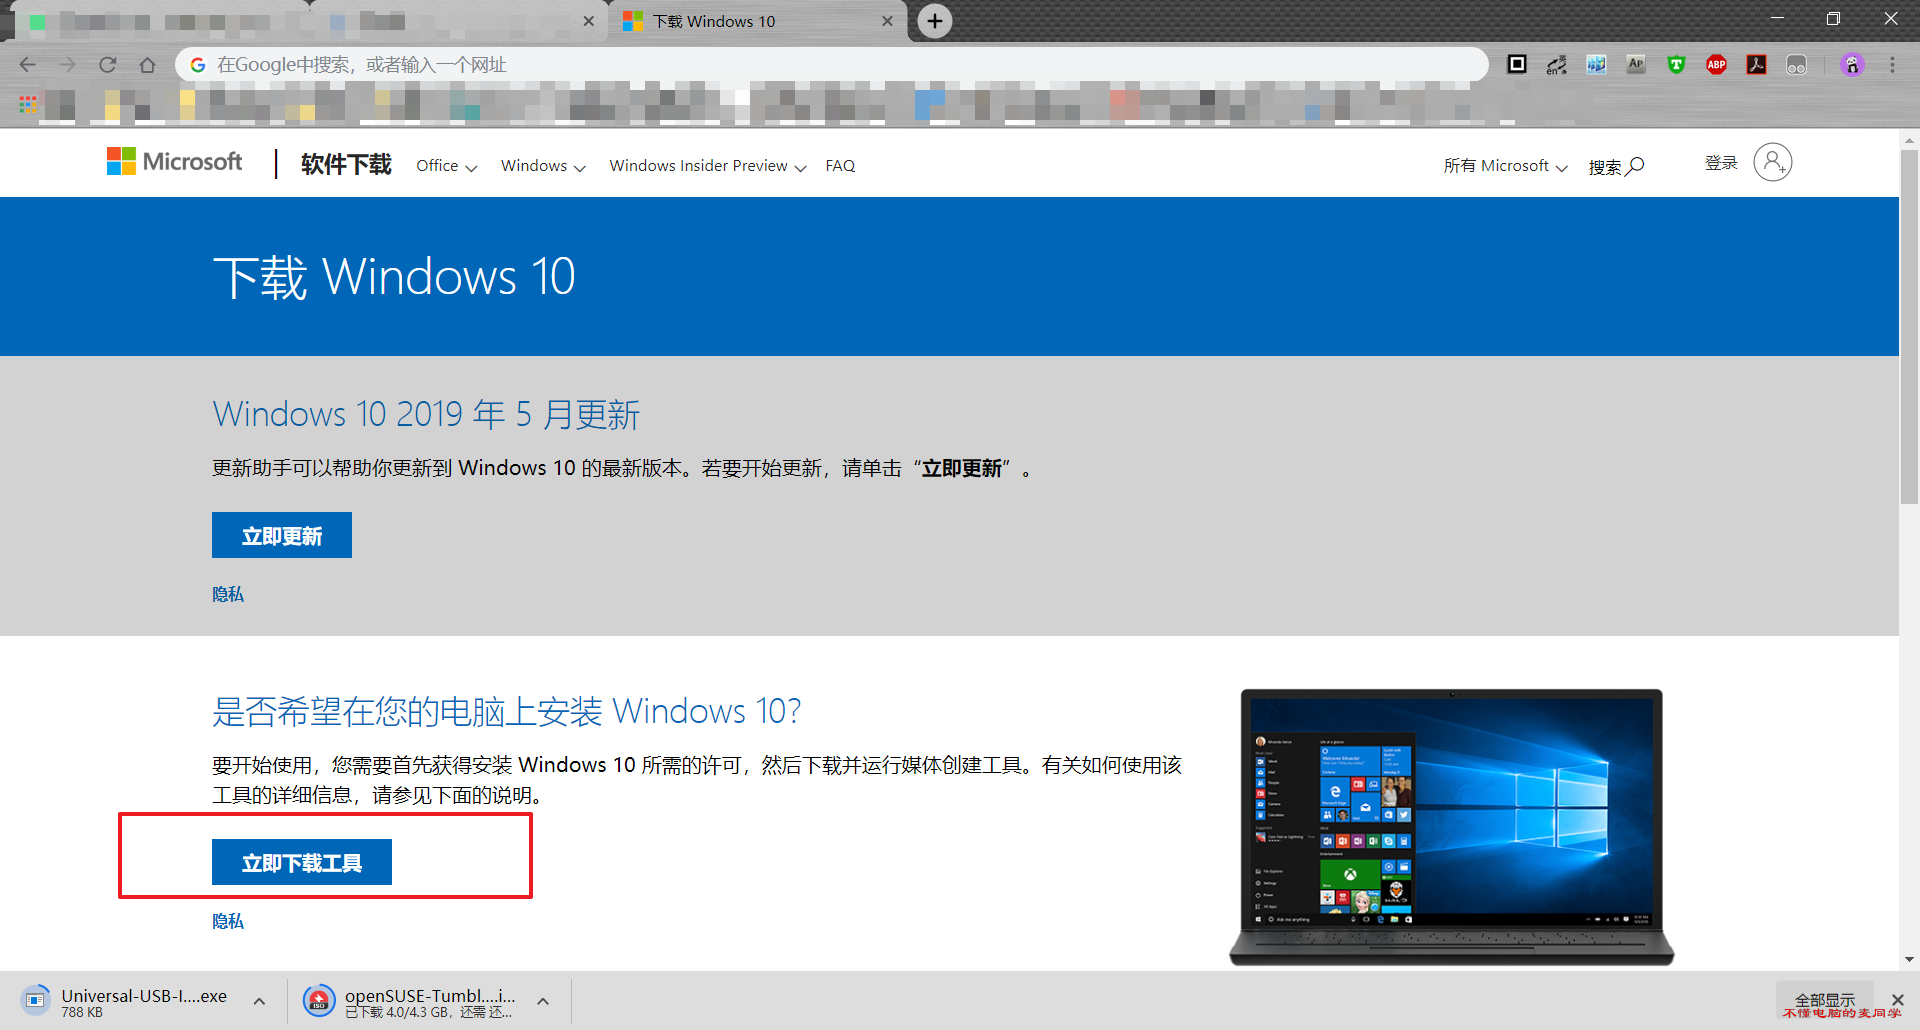 下载 Windows 10
在Google中搜索，或者输入一个网址
英
en
AP
T
ABP
Microsoft
软件下载
Office
Windows
Windows Insider Preview
FAQ
所有 Microsoft
搜索
登录
下载 Windows 10
Windows 10 2019 年 5 月更新
更新助手可以帮助你更新到 Windows 10 的最新版本。若要开始更新，请单击“立即更新”。
立即更新
隐私
是否希望在您的电脑上安装 Windows 10?
要开始使用，您需要首先获得安装 Windows 10 所需的许可，然后下载并运行媒体创建工具。有关如何使用该
工具的详细信息，请参见下面的说明。
立即下载工具
隐私
Universal-USB-I....exe
788 KB
ISO
openSUSE-Tumbl....i...
已下载 4.0/4.3 GB，还需 还...
全部显示
不懂电脑的麦同学